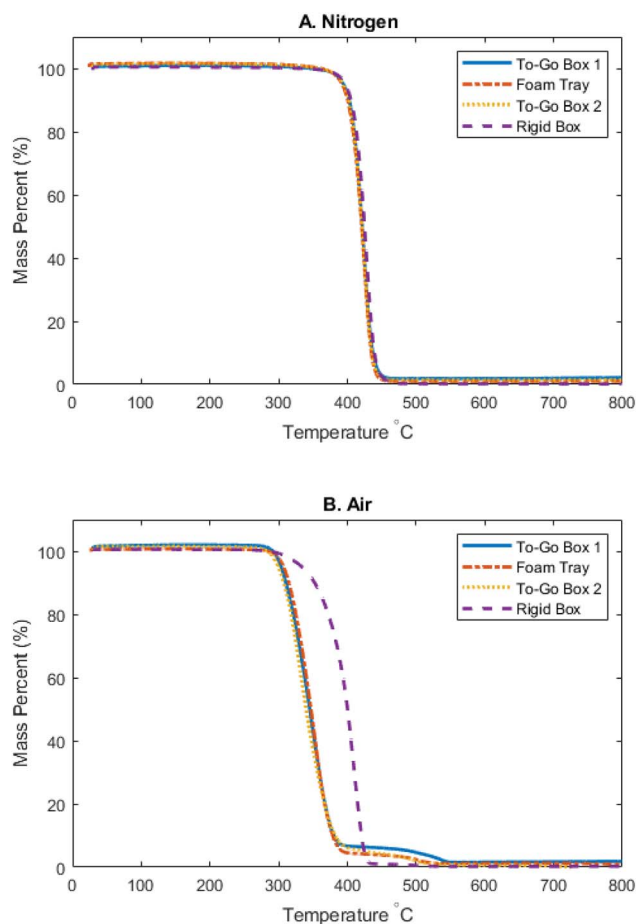 A. Nitrogen
Mass Percent (%)
100
80
60
40
20
0
To-Go Box 1
Foam Tray
To-Go Box 2
Rigid Box
0 100 200 300 400 500 600 700 800
Temperature °C
B. Air
Mass Percent (%)
100
80
60
40
20
0
To-Go Box 1
Foam Tray
To-Go Box 2
Rigid Box
0 100 200 300 400 500 600 700 800
Temperature °C